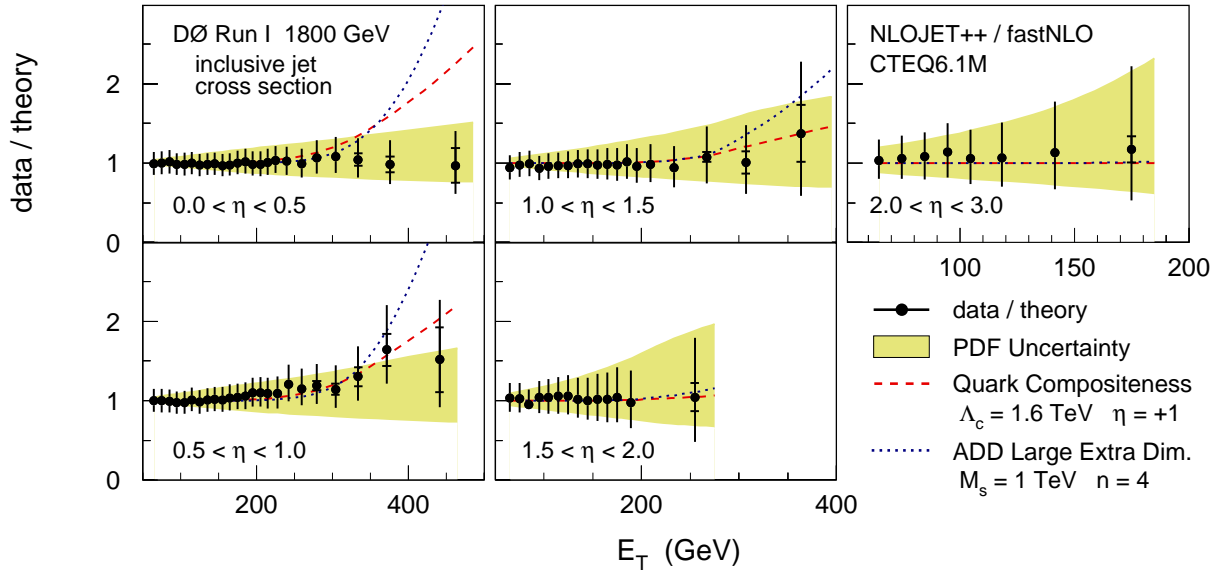 DØ Run I 1800 GeV
inclusive jet
cross section
NLOJET++ / fastNLO
CTEQ6.1M
data / theory
2
1
0
0.0 < η < 0.5
1.0 < η < 1.5
2.0 < η < 3.0
100 150 200
2
1
0
0.5 < η < 1.0
1.5 < η < 2.0
200 400
200 400
E_T (GeV)
data / theory
PDF Uncertainty
Quark Compositeness
Λ_c = 1.6 TeV η = +1
ADD Large Extra Dim.
M_s = 1 TeV n = 4